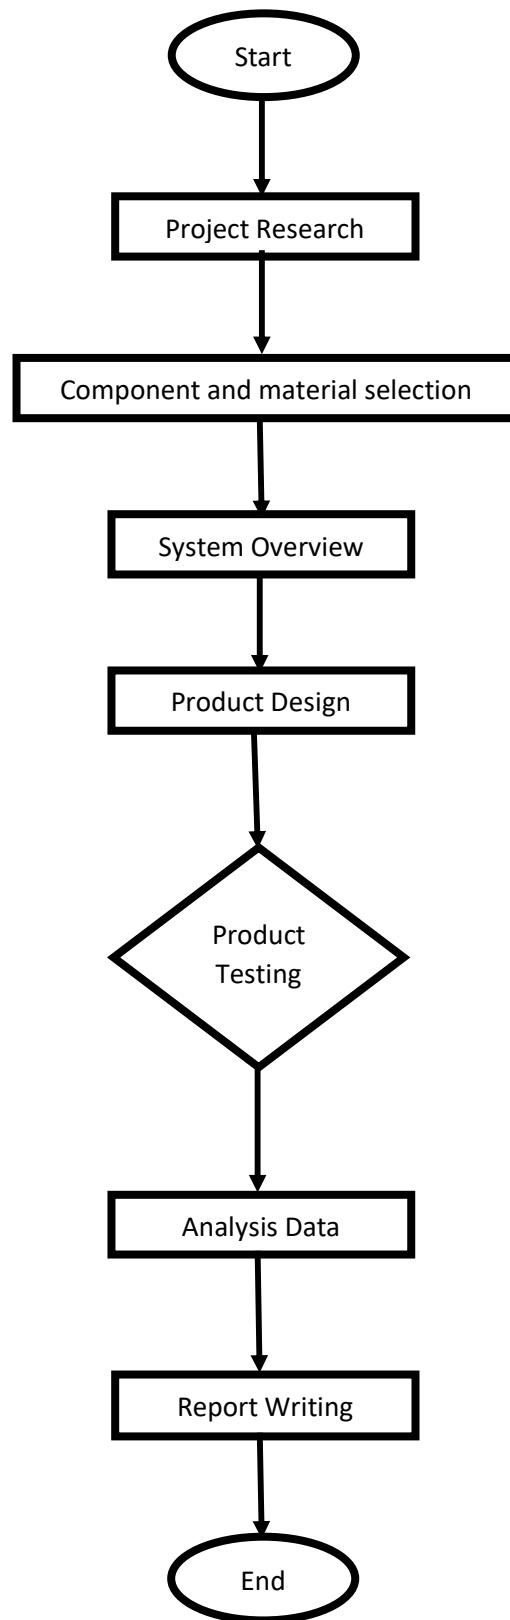 Start
Project Research
Component and material selection
System Overview
Product Design
Product
Testing
Analysis Data
Report Writing
End